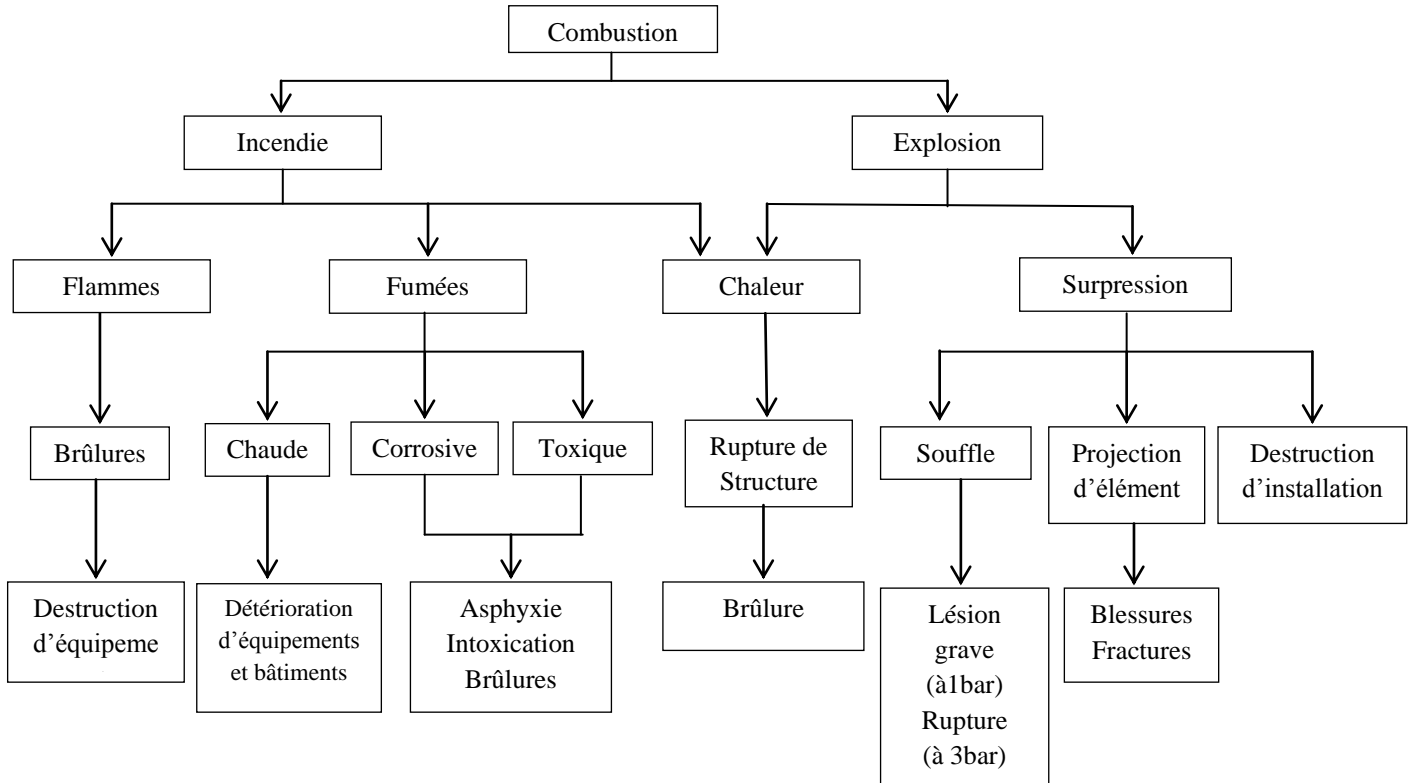 Combustion
Incendie
Explosion
Flammes
Fumées
Chaleur
Surpression
Brûlures
Chaude
Corrosive
Toxique
Rupture de
Structure
Souffle
Projection
d’élément
Destruction
d’installation
Destruction
d’équipeme
Détérioration
d’équipements
et bâtiments
Asphyxie
Intoxication
Brûlures
Brûlure
Lésion
grave
(à1bar)
Rupture
(à 3bar)
Blessures
Fractures